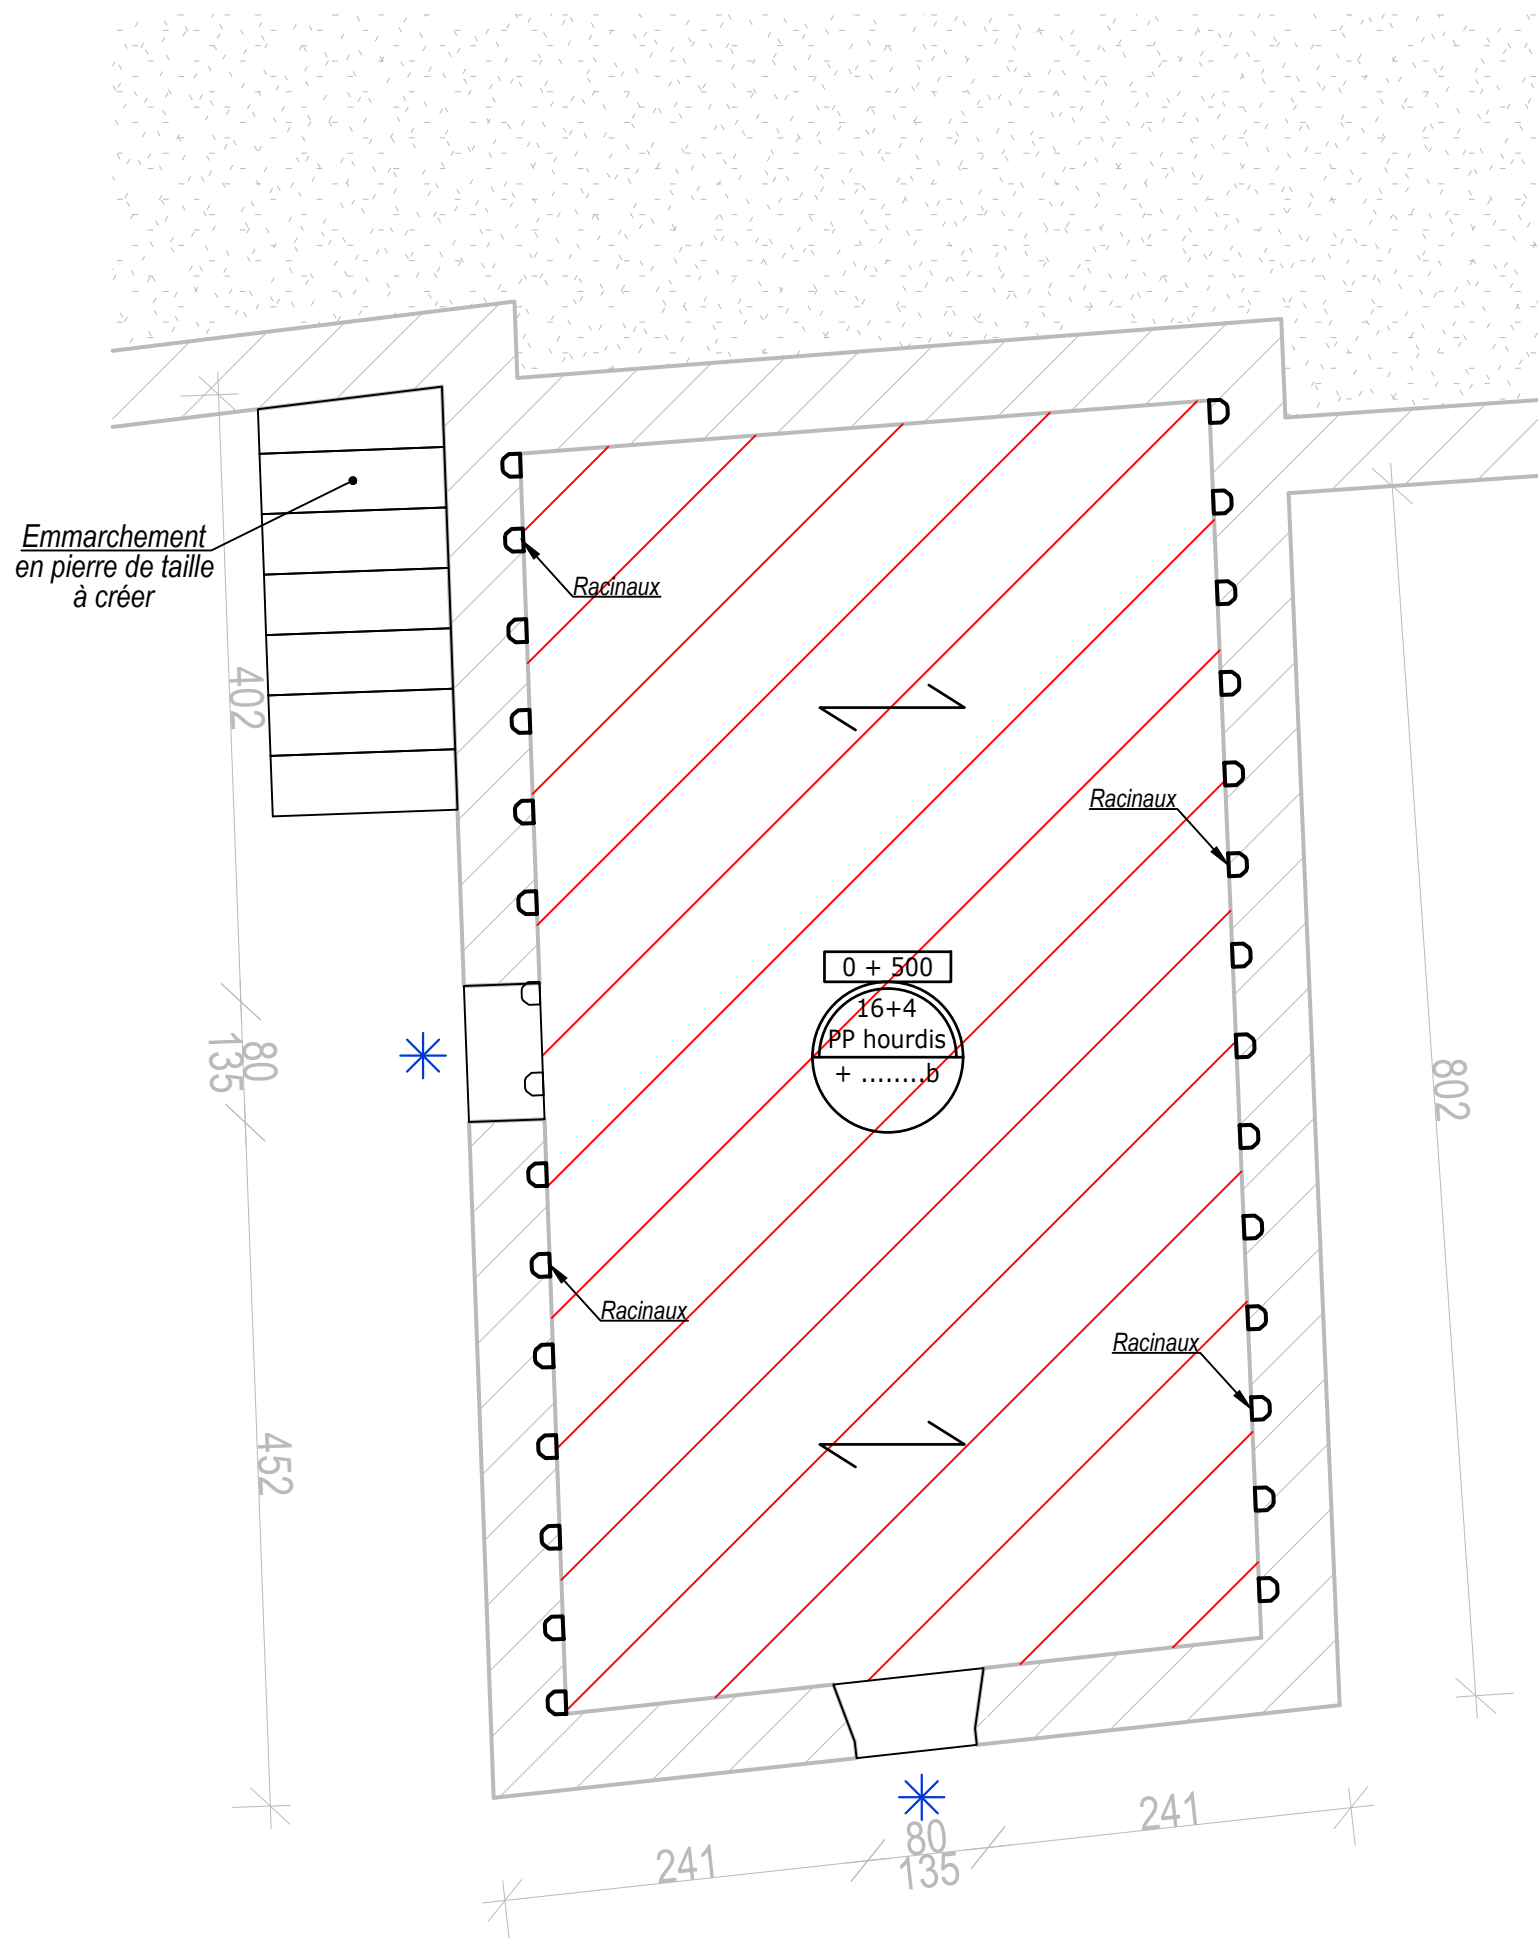 Emmarchement
en pierre de taille
à créer
Racinaux
402
Racinaux
0 + 500
16+4
PP hourdis
+ ........b
80
135
802
Racinaux
Racinaux
452
241
80
135
241